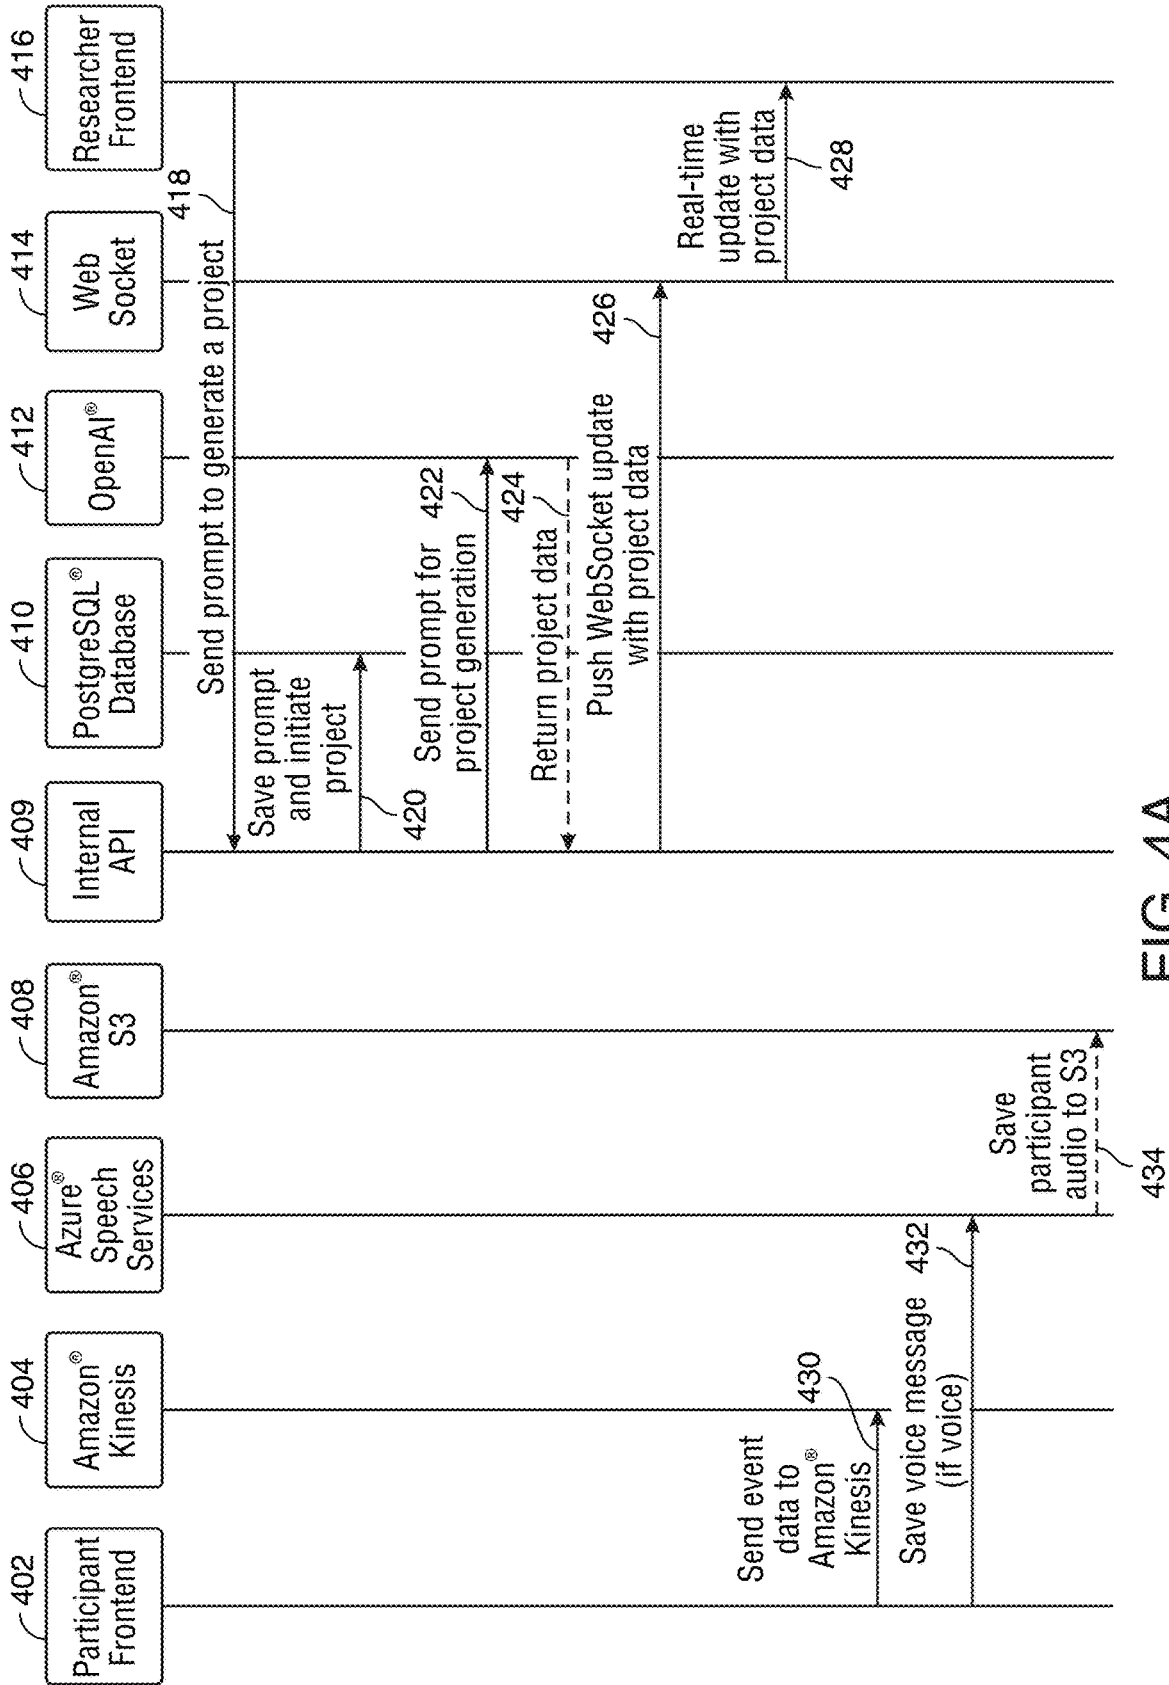 402
Participant
Frontend
404
Amazon®
Kinesis
406
Azure®
Speech
Services
408
Amazon®
S3
409
Internal
API
410
PostgreSQL®
Database
412
OpenAI®
414
Web
Socket
416
Researcher
Frontend
Send prompt to generate a project
418
Save prompt
and initiate
project
420
Send prompt for
project generation
422
Return project data
424
Push WebSocket update
with project data
426
Real-time
update with
project data
428
Send event
data to
Amazon®
Kinesis
430
Save voice message
(if voice)
432
Save
participant
audio to S3
434
FIG. 4A